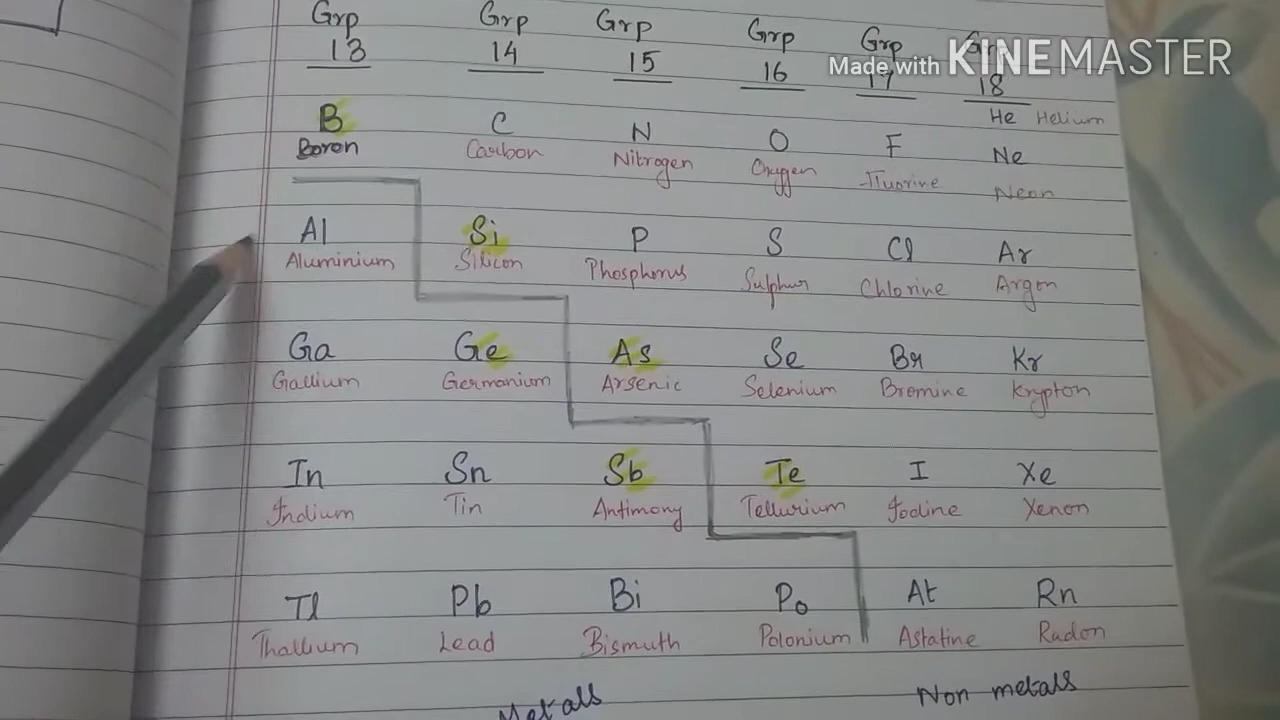 Grp Grp Grp Grp Grp Grp
13 14 15 16 17 18
Made with KINEMASTER
He Helium
B C N O F Ne
Boron Carbon Nitrogen Oxygen Fluorine Neon
Al Si P S Cl Ar
Aluminium Silicon Phosphorus Sulphur Chlorine Argon
Ga Ge As Se Br Kr
Gallium Germanium Arsenic Selenium Bromine Krypton
In Sn Sb Te I Xe
Indium Tin Antimony Tellurium Iodine Xenon
Tl Pb Bi Po At Rn
Thallium Lead Bismuth Polonium Astatine Radon
Metals Non metals